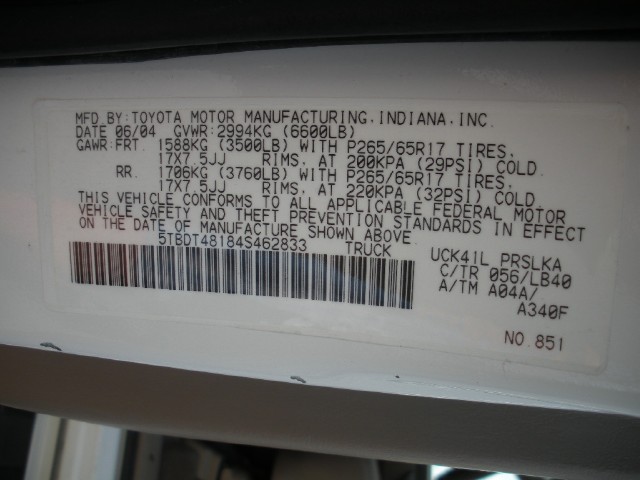 MFD.BY:TOYOTA MOTOR MANUFACTURING,INDIANA,INC.
DATE 06/04 GVWR:2994KG (6600LB)
GAWR:FRT. 1588KG (3500LB) WITH P265/65R17 TIRES,
17X7.5JJ RIMS, AT 200KPA (29PSI) COLD.
RR. 1706KG (3760LB) WITH P265/65R17 TIRES,
17X7.5JJ RIMS, AT 220KPA (32PSI) COLD.
THIS VEHICLE CONFORMS TO ALL APPLICABLE FEDERAL MOTOR
VEHICLE SAFETY AND THEFT PREVENTION STANDARDS IN EFFECT
ON THE DATE OF MANUFACTURE SHOWN ABOVE.
5TBDT48184S462833 TRUCK
UCK41L PRSLKA
C/TR 056/LB40
A/TM A04A/
A340F
NO.851